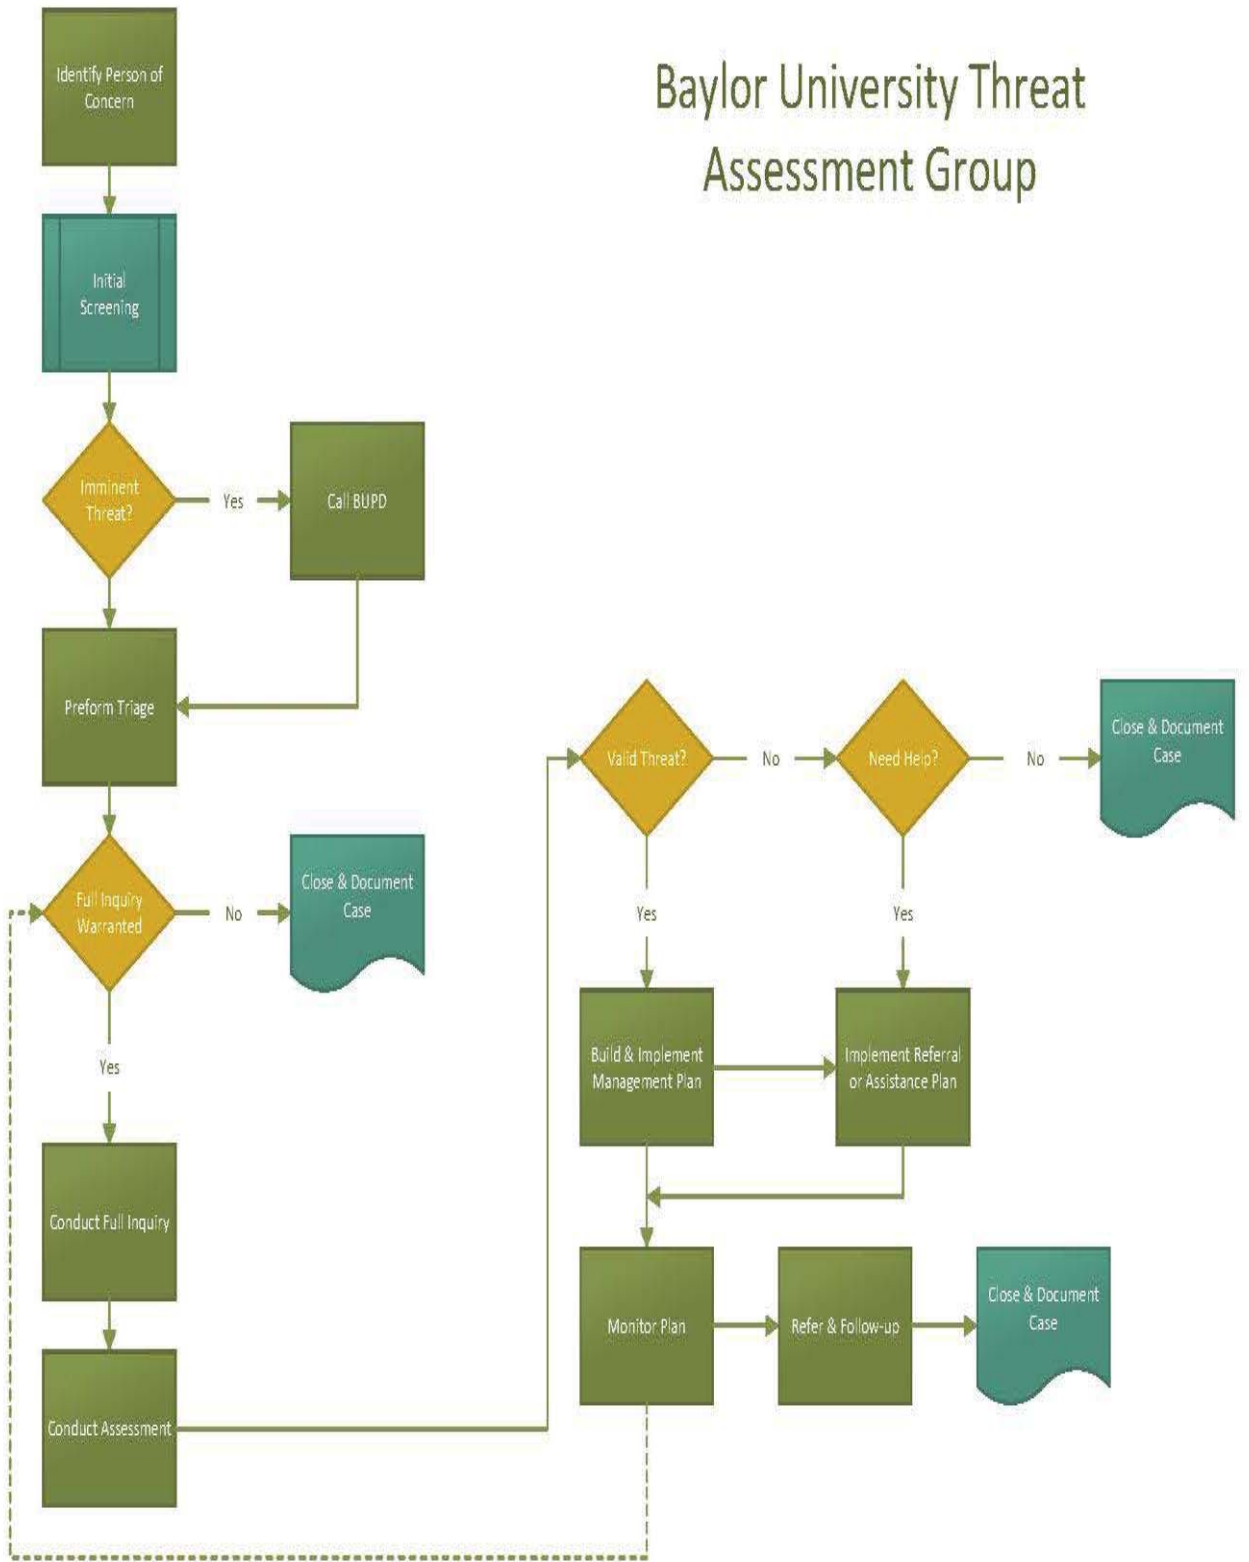 Baylor University Threat
Assessment Group
Identify Person of
Concern
Initial
Screening
Imminent
Threat?
Yes
Call BUPD
Preform Triage
Full Inquiry
Warranted
No
Close & Document
Case
Yes
Conduct Full Inquiry
Conduct Assessment
Valid Threat?
No
Need Help?
No
Close & Document
Case
Yes
Yes
Build & Implement
Management Plan
Implement Referral
or Assistance Plan
Monitor Plan
Refer & Follow-up
Close & Document
Case